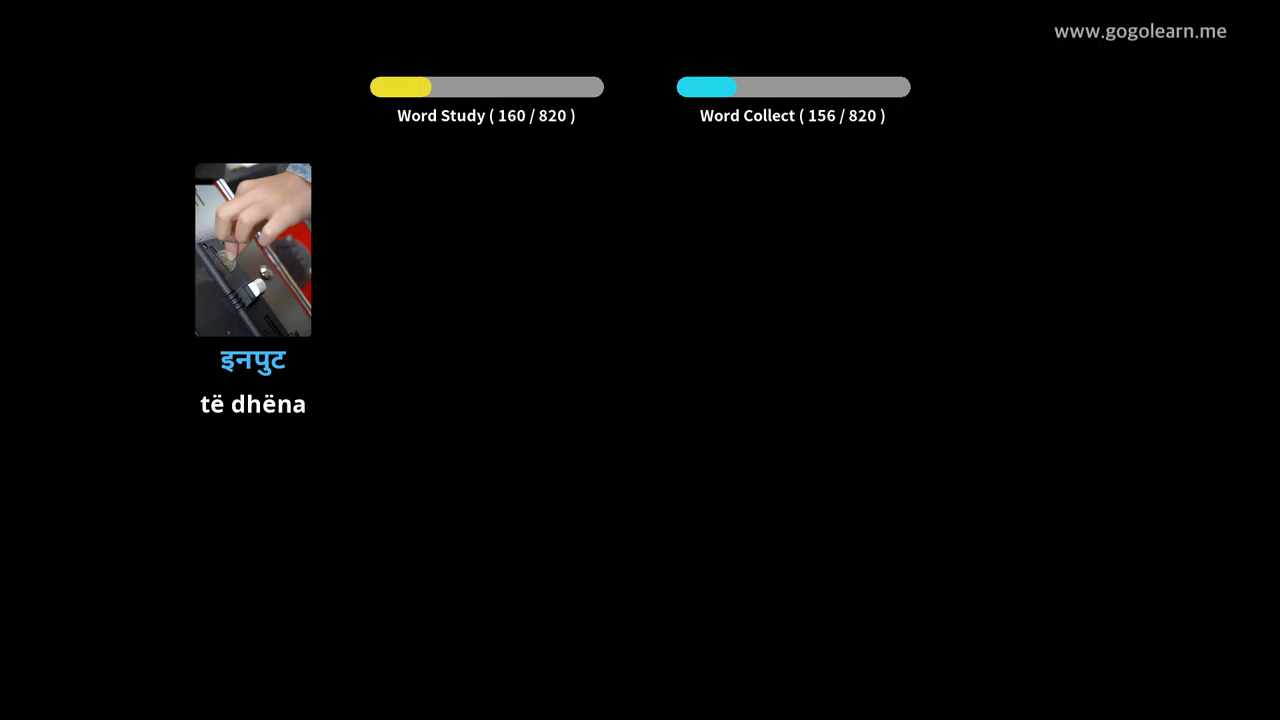 www.gogolearn.me
Word Study ( 160 / 820 )
Word Collect ( 156 / 820 )
इनपुट
të dhëna